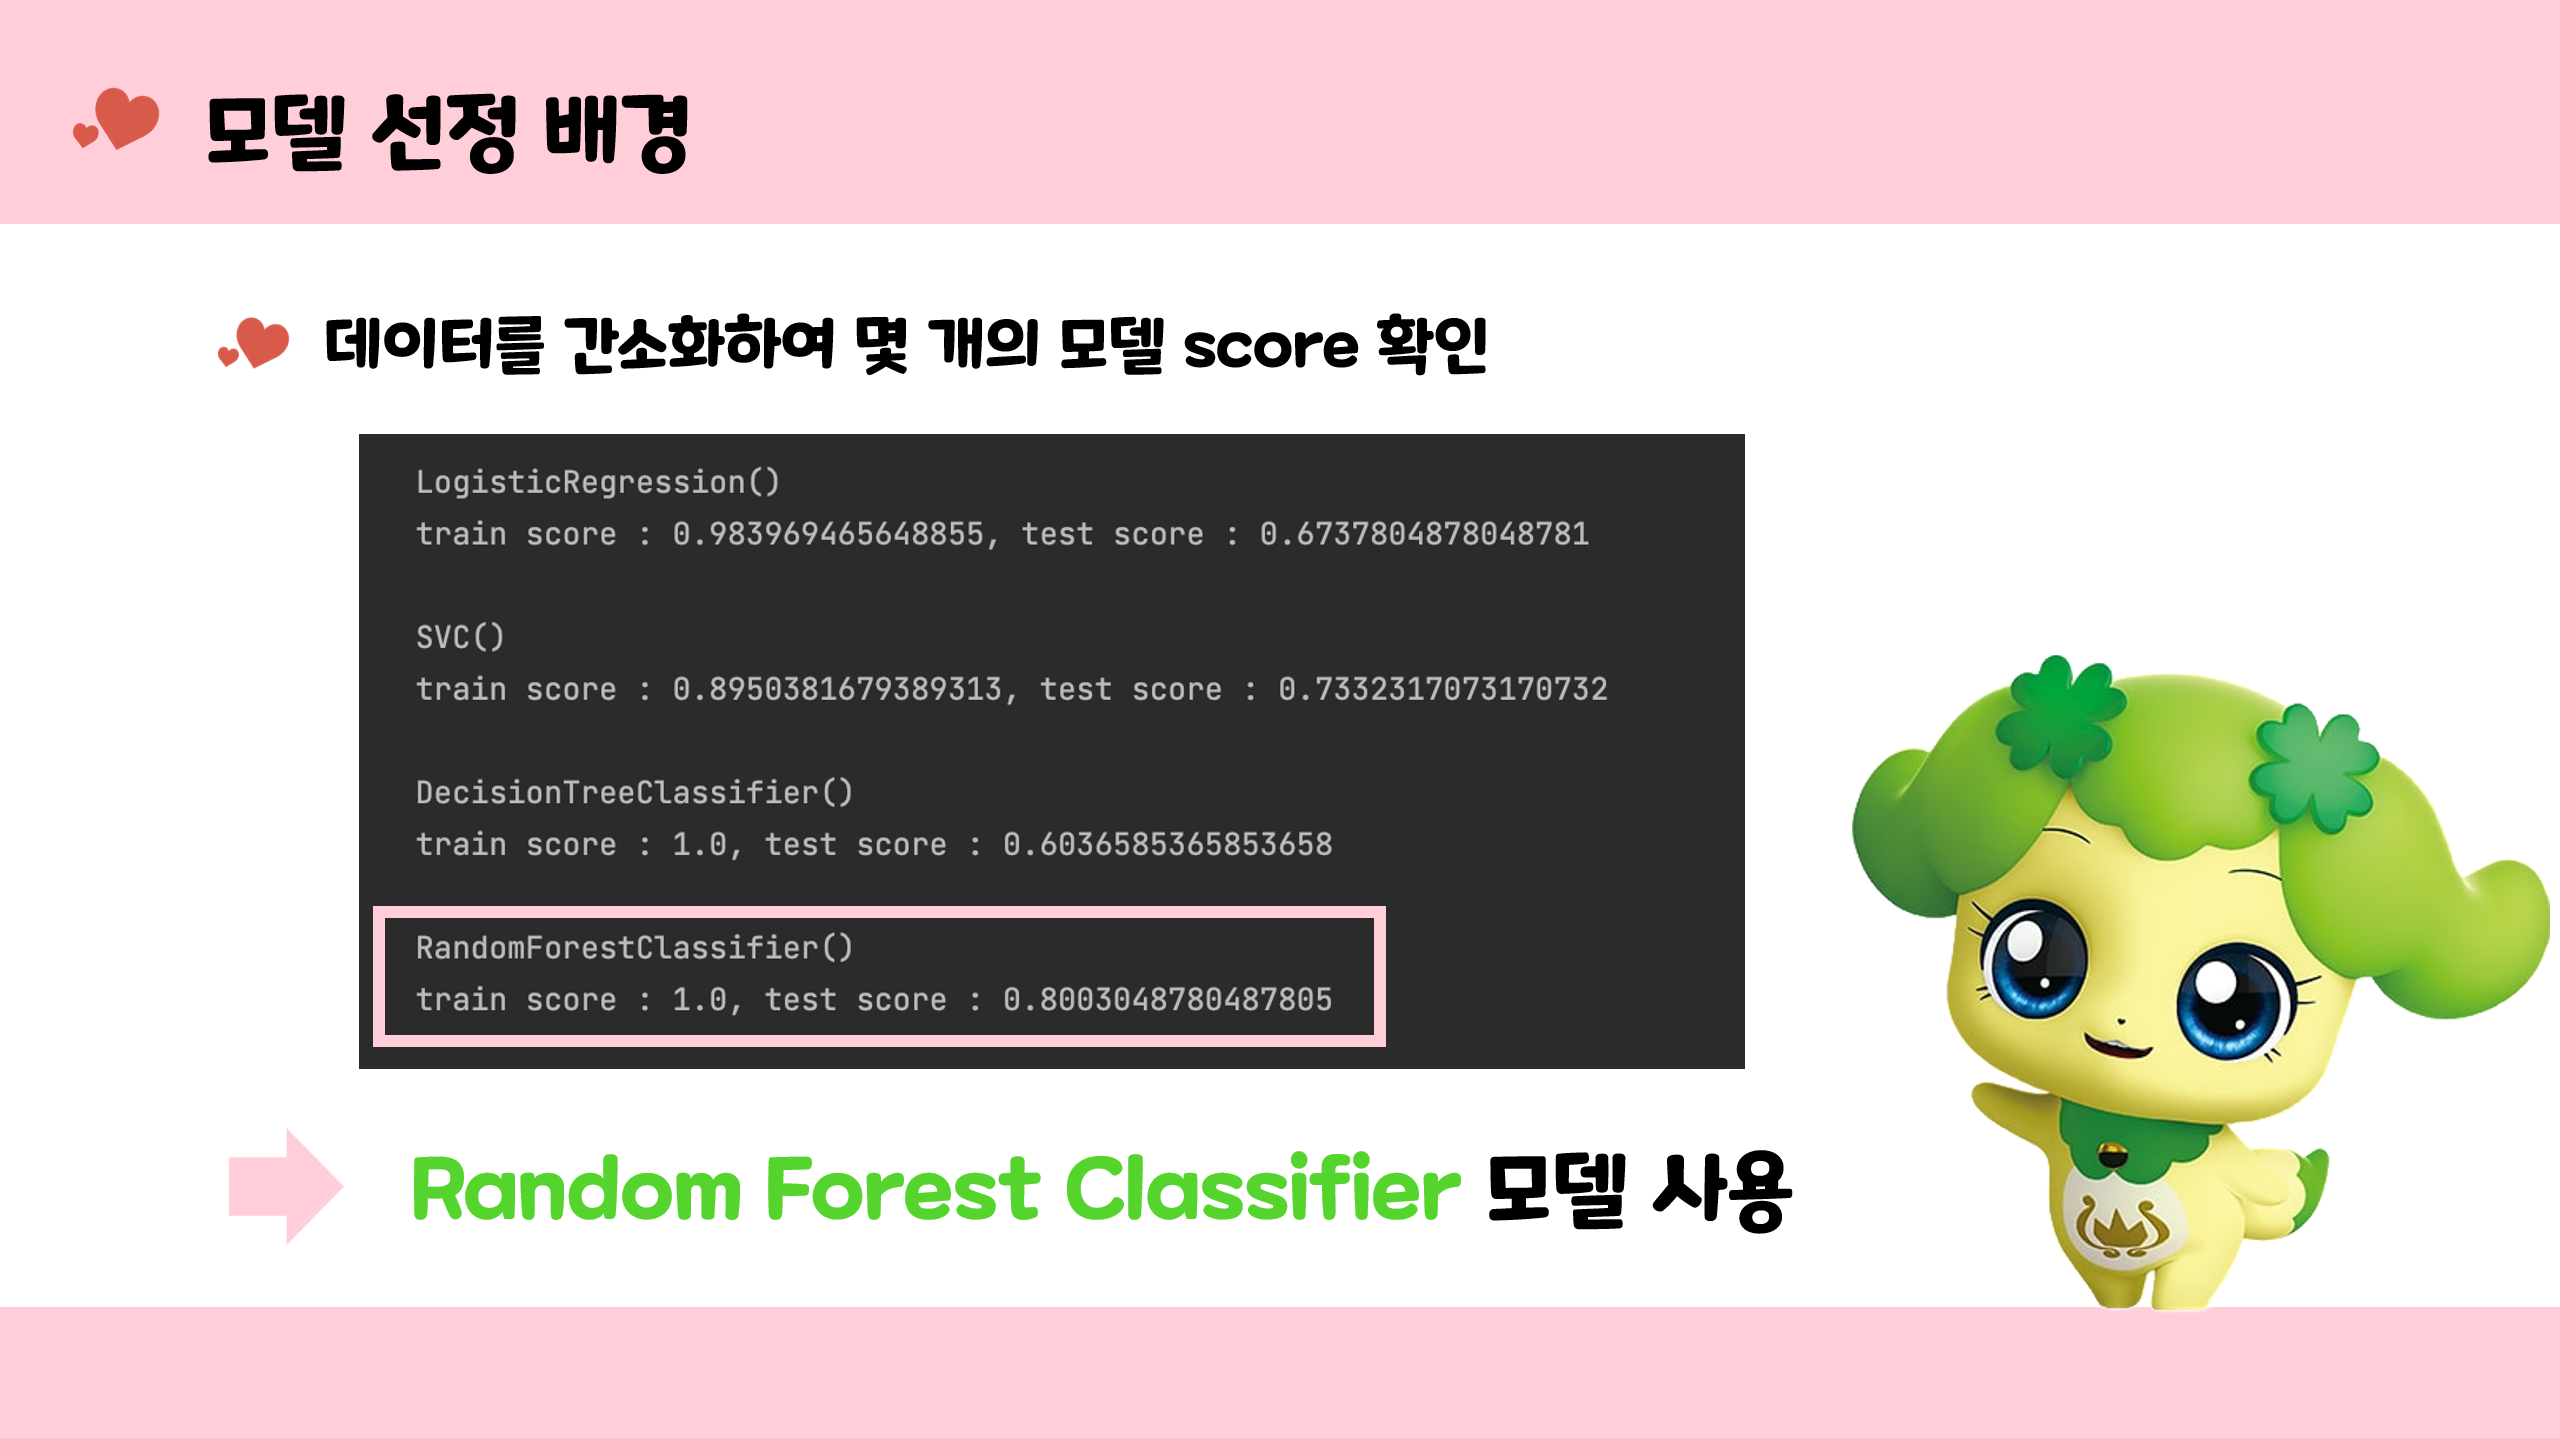 모델 선정 배경
데이터를 간소화하여 몇 개의 모델 score 확인
LogisticRegression()
train score : 0.983969465648855, test score : 0.6737804878048781
SVC()
train score : 0.8950381679389313, test score : 0.7332317073170732
DecisionTreeClassifier()
train score : 1.0, test score : 0.6036585365853658
RandomForestClassifier()
train score : 1.0, test score : 0.8003048780487805
Random Forest Classifier 모델 사용